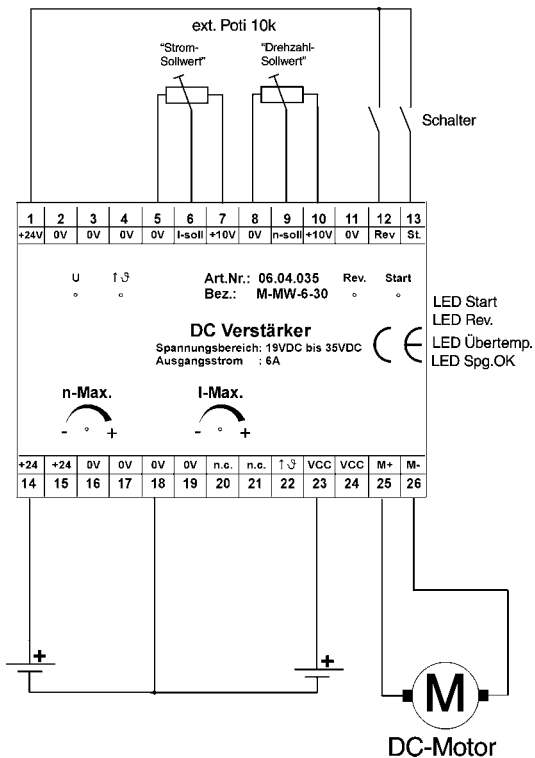 ext. Poti 10k
"Strom-
Sollwert"
"Drehzahl-
Sollwert"
Schalter
1 2 3 4 5 6 7 8 9 10 11 12 13
+24V 0V 0V 0V 0V I-soll +10V 0V n-soll +10V 0V Rev St.
U ↑ϑ Art.Nr.: 06.04.035 Rev. Start
Bez.: M-MW-6-30
LED Start
LED Rev.
LED Übertemp.
LED Spg.OK
DC Verstärker
CE
Spannungsbereich: 19VDC bis 35VDC
Ausgangsstrom : 6A
n-Max. I-Max.
- + - +
+24 +24 0V 0V 0V 0V n.c. n.c. ↑ϑ VCC VCC M+ M-
14 15 16 17 18 19 20 21 22 23 24 25 26
+ +
M
DC-Motor